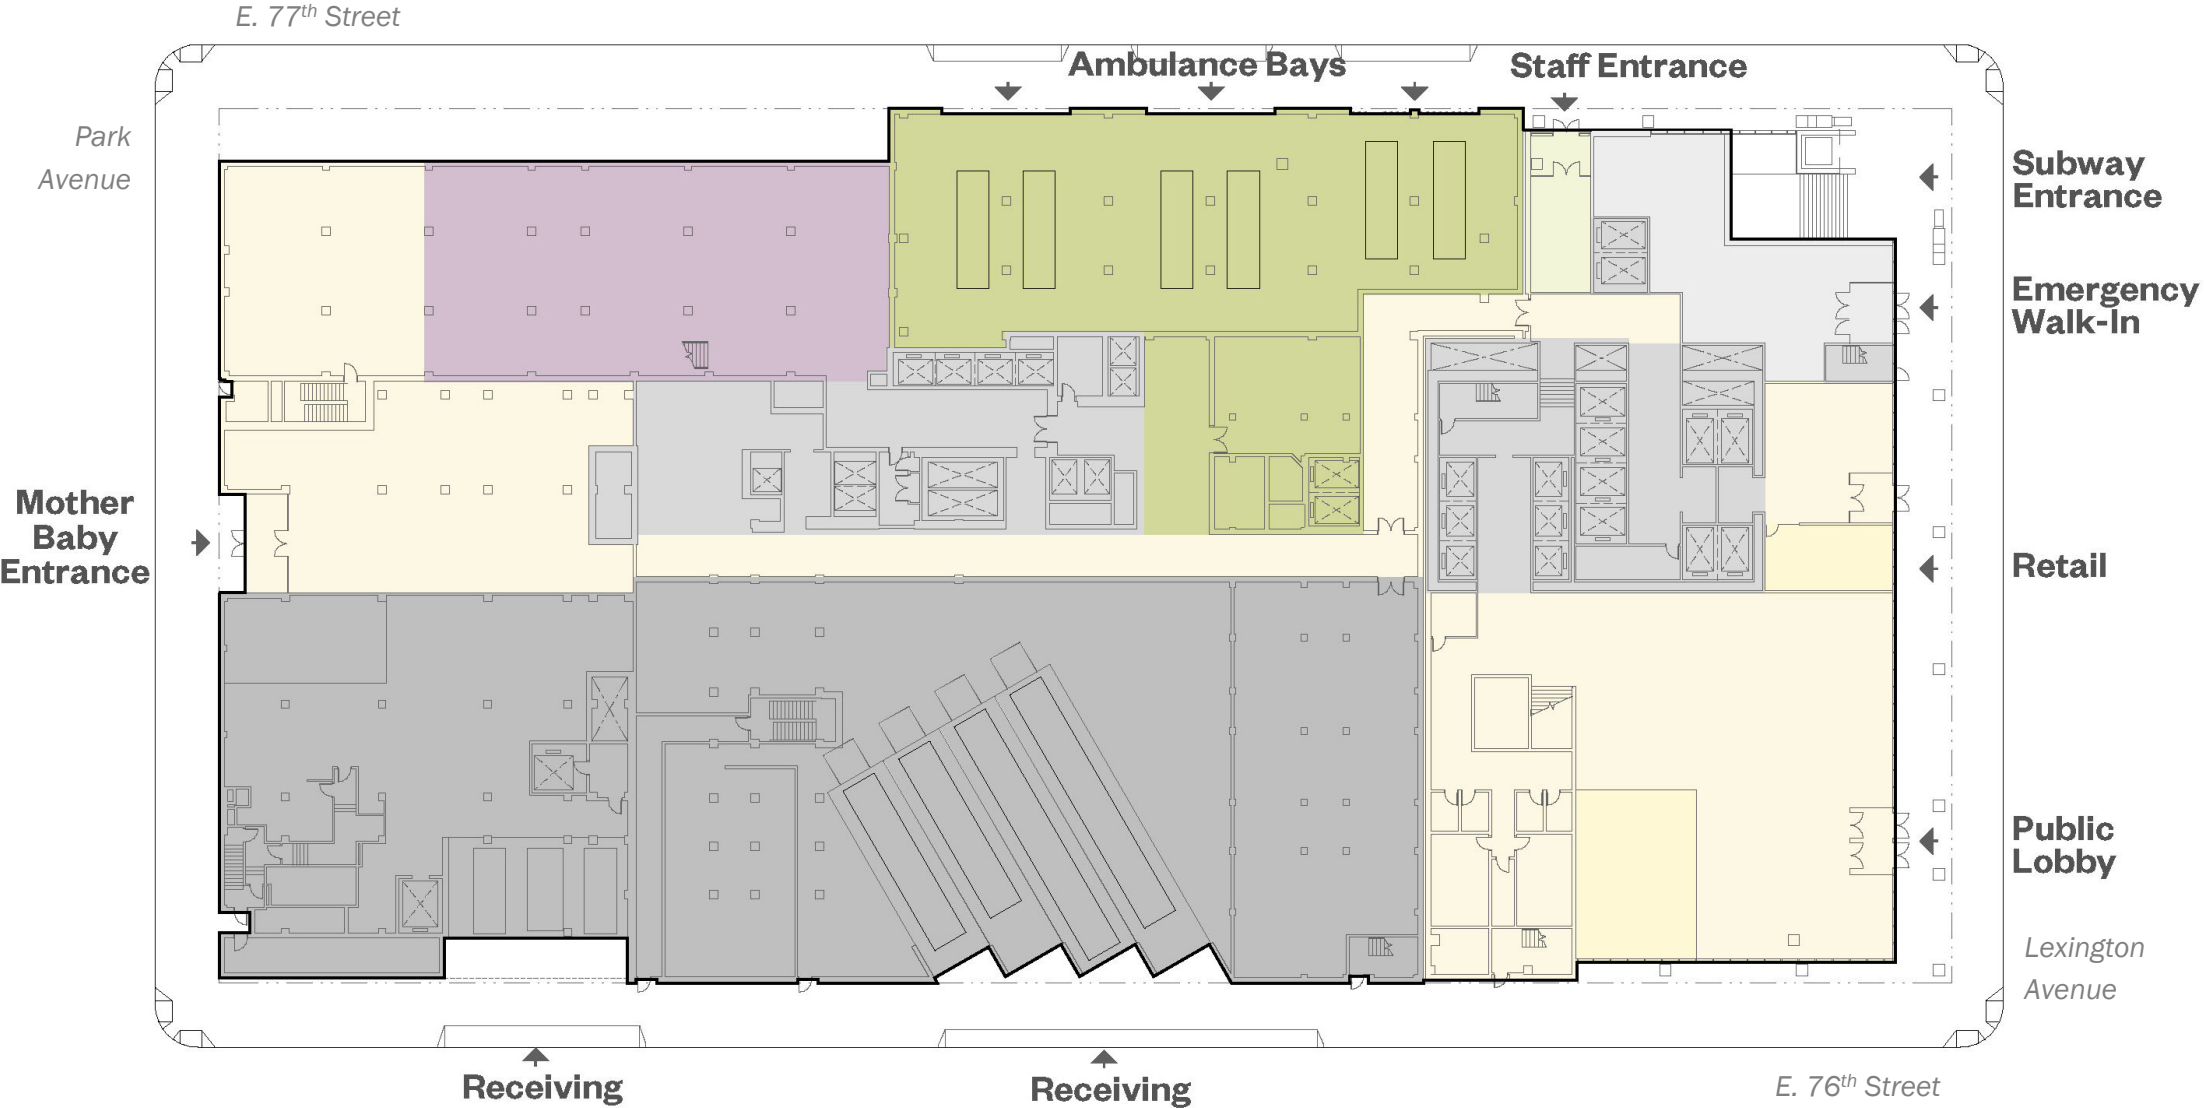 E. 77th Street
Ambulance Bays
Staff Entrance
Park
Avenue
Subway
Entrance
Emergency
Walk-In
Mother
Baby
Entrance
Retail
Public
Lobby
Lexington
Avenue
Receiving
Receiving
E. 76th Street